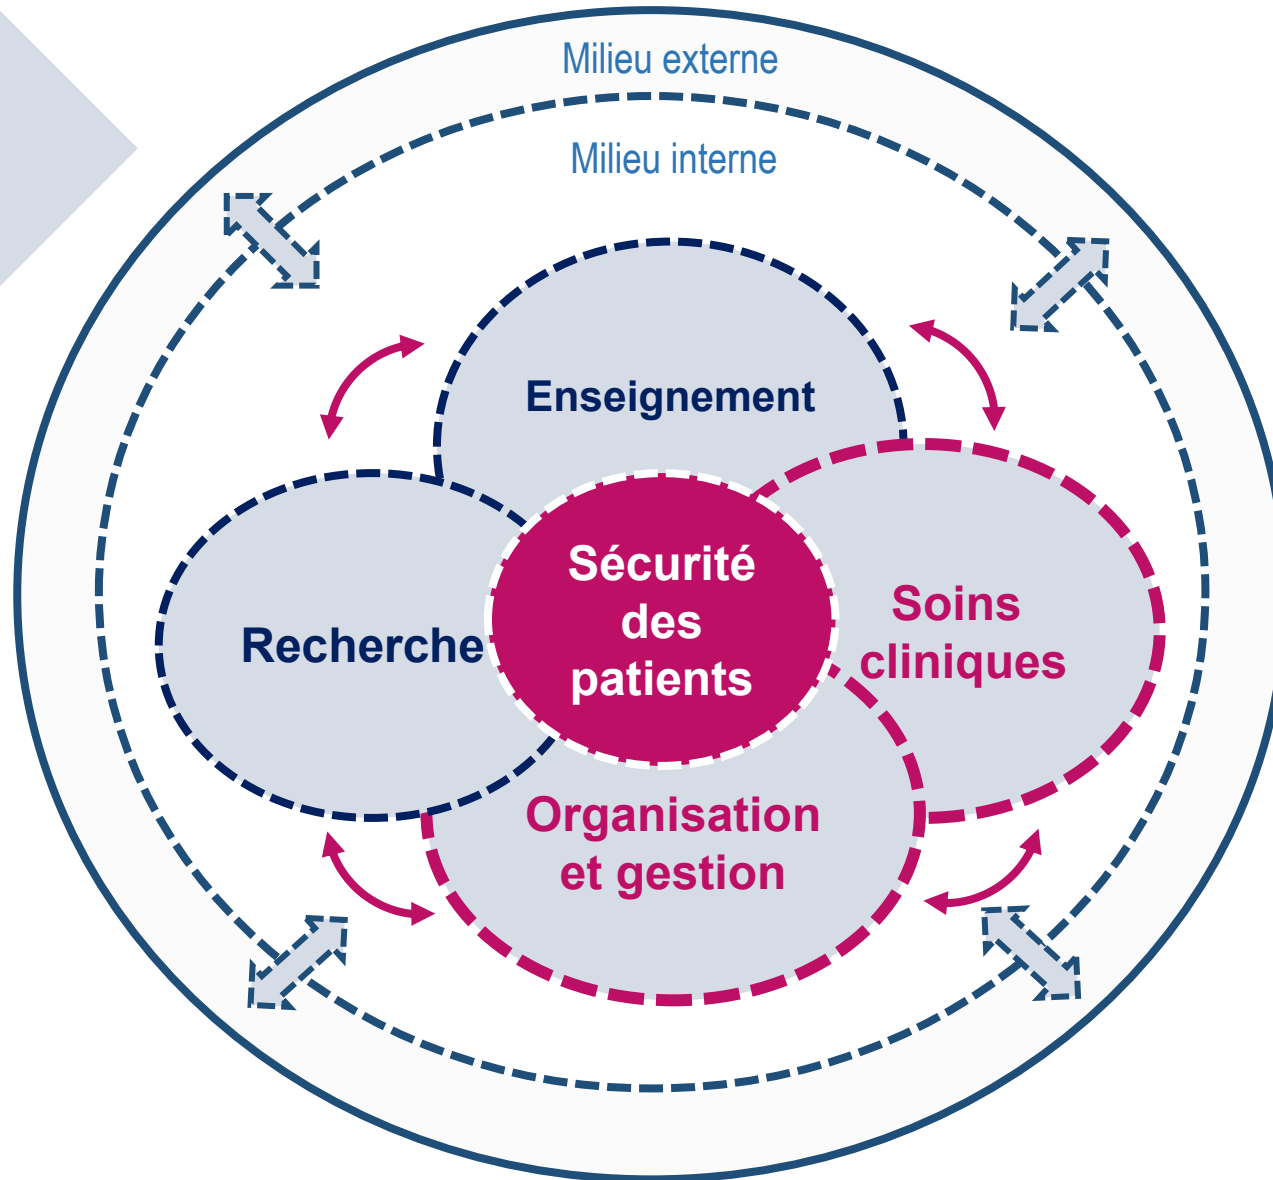 Milieu externe
Milieu interne
Enseignement
Sécurité
des
patients
Recherche
Soins
cliniques
Organisation
et gestion